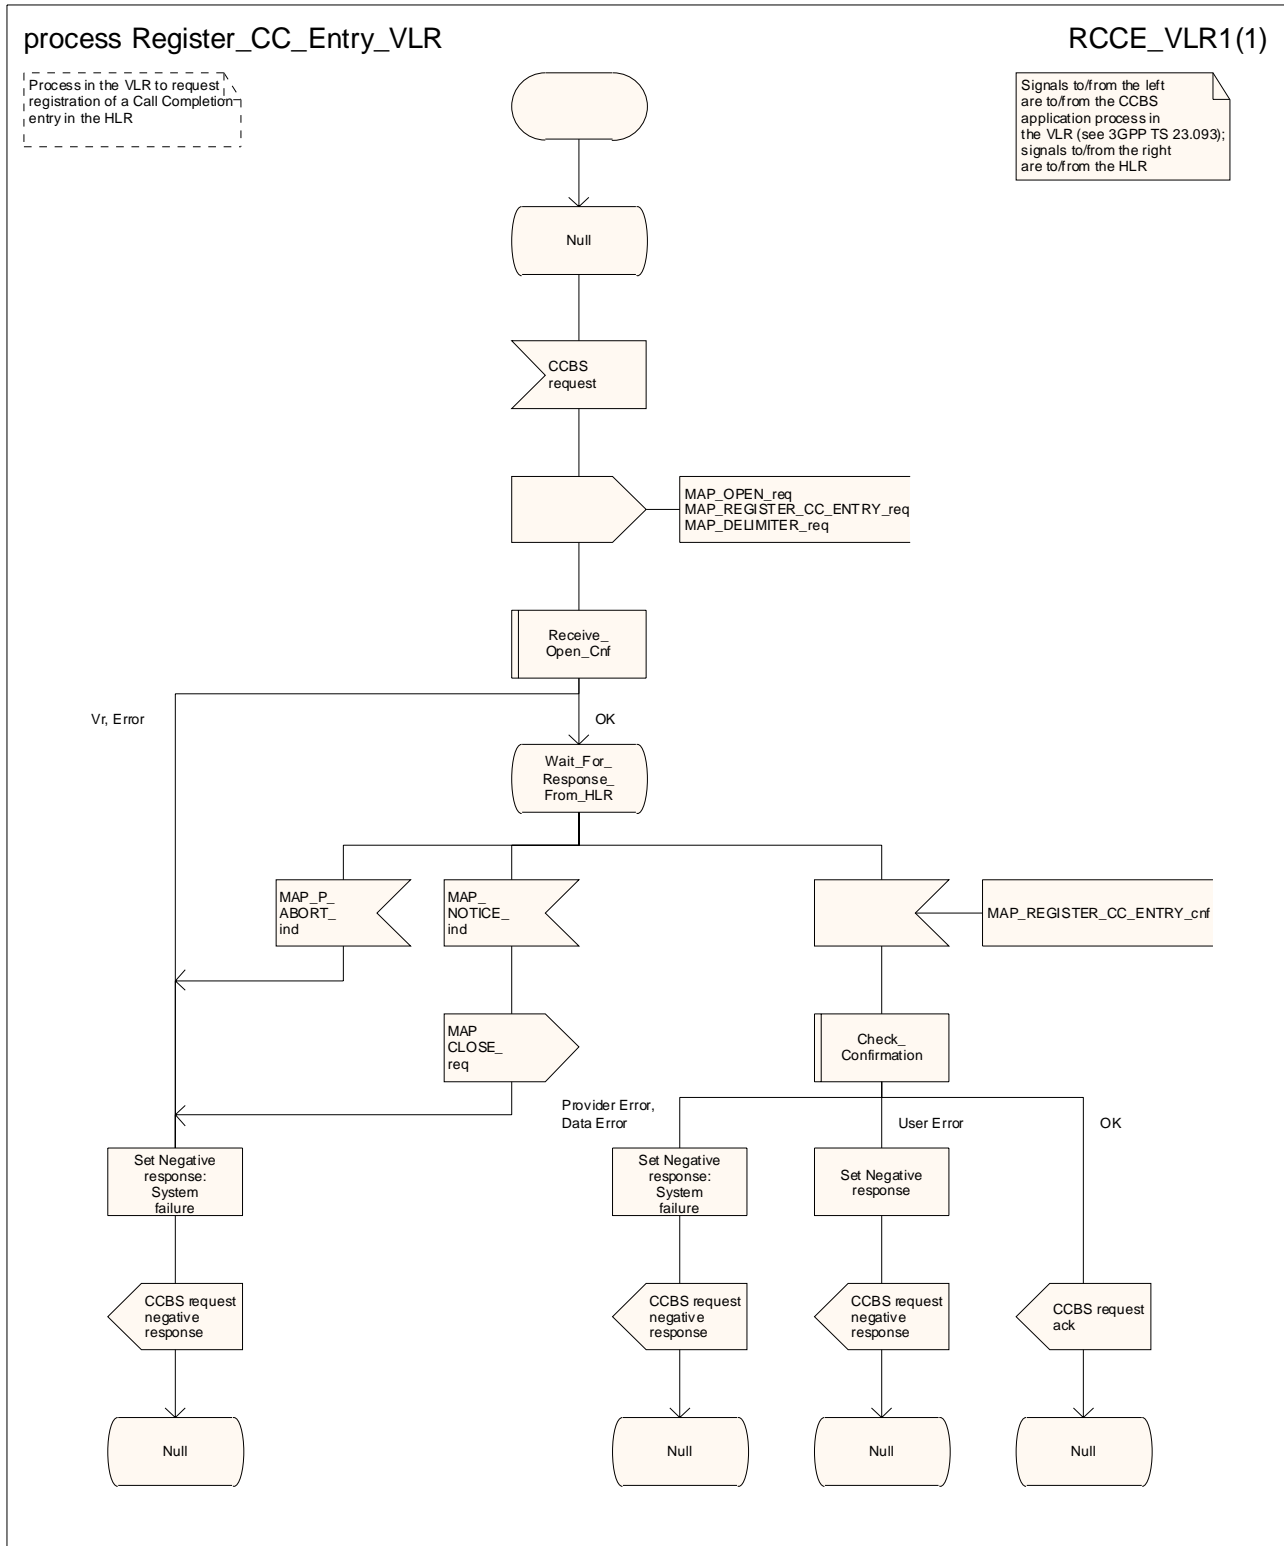 process Register_CC_Entry_VLR
RCCE_VLR1(1)
Process in the VLR to request
registration of a Call Completion
entry in the HLR
Signals to/from the left
are to/from the CCBS
application process in
the VLR (see 3GPP TS 23.093);
signals to/from the right
are to/from the HLR
Null
CCBS
request
MAP_OPEN_req
MAP_REGISTER_CC_ENTRY_req
MAP_DELIMITER_req
Receive_
Open_Cnf
Vr, Error
OK
Wait_For_
Response_
From_HLR
MAP_P_
ABORT_
ind
MAP_
NOTICE_
ind
MAP_REGISTER_CC_ENTRY_cnf
MAP
CLOSE_
req
Check_
Confirmation
Provider Error,
Data Error
User Error
OK
Set Negative
response:
System
failure
Set Negative
response:
System
failure
Set Negative
response
CCBS request
negative
response
CCBS request
negative
response
CCBS request
negative
response
CCBS request
ack
Null
Null
Null
Null